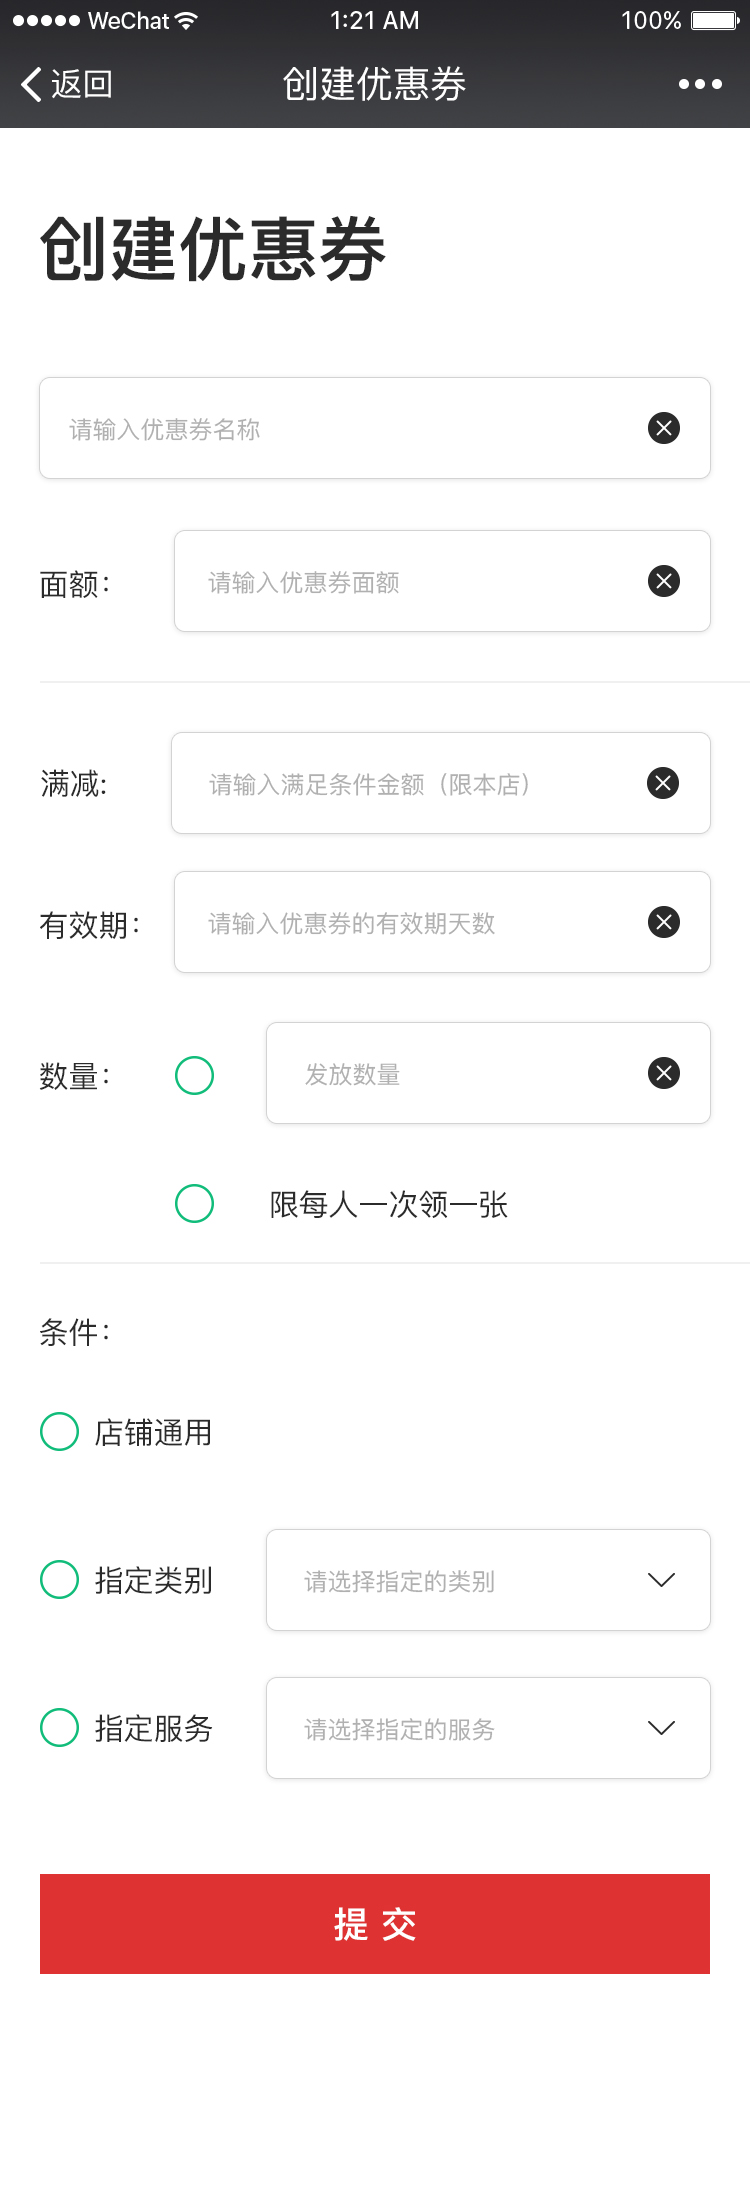 WeChat 1:21 AM 100%
返回 创建优惠券
创建优惠券
请输入优惠券名称
面额： 请输入优惠券面额
满减: 请输入满足条件金额（限本店）
有效期： 请输入优惠券的有效期天数
数量： 发放数量
限每人一次领一张
条件：
店铺通用
指定类别 请选择指定的类别
指定服务 请选择指定的服务
提 交